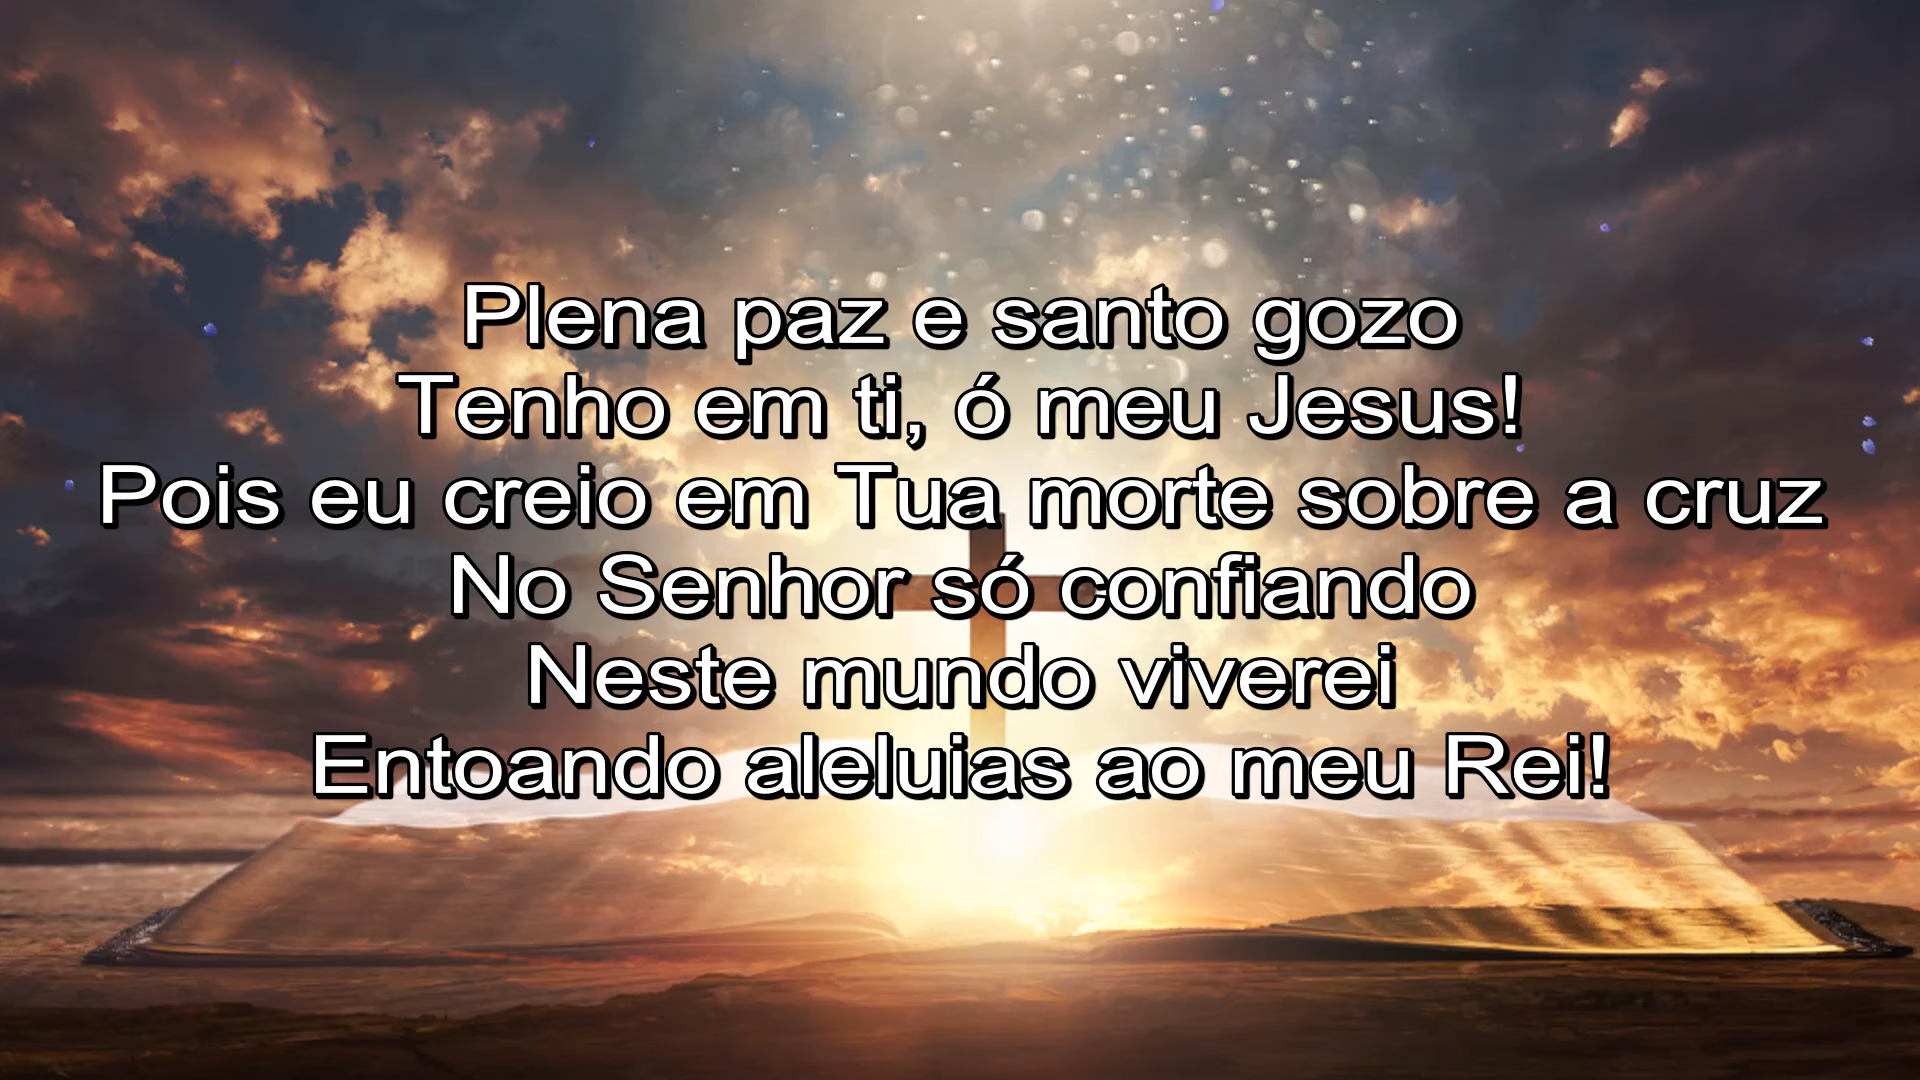 Plena paz e santo gozo
Tenho em ti, ó meu Jesus!
Pois eu creio em Tua morte sobre a cruz
No Senhor só confiando
Neste mundo viverei
Entoando aleluias ao meu Rei!